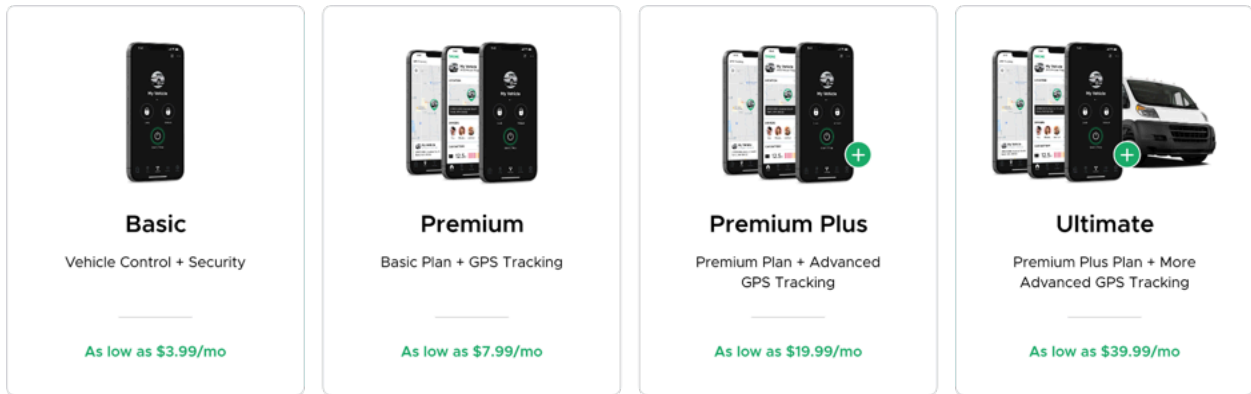 Basic
Vehicle Control + Security
As low as $3.99/mo
Premium
Basic Plan + GPS Tracking
As low as $7.99/mo
Premium Plus
Premium Plan + Advanced
GPS Tracking
As low as $19.99/mo
Ultimate
Premium Plus Plan + More
Advanced GPS Tracking
As low as $39.99/mo